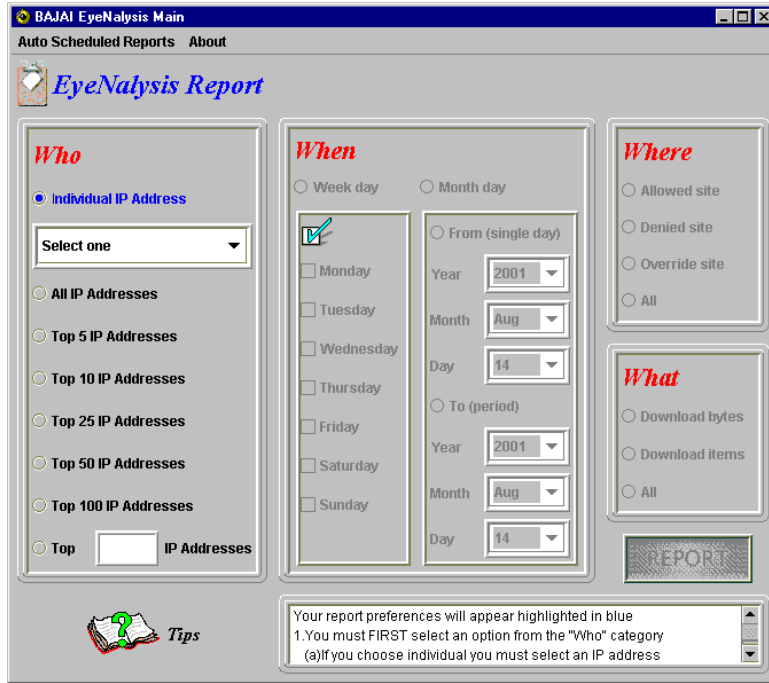 BAJAI EyeNalysis Main
Auto Scheduled Reports About
EyeNalysis Report
Who
Individual IP Address
Select one
All IP Addresses
Top 5 IP Addresses
Top 10 IP Addresses
Top 25 IP Addresses
Top 50 IP Addresses
Top 100 IP Addresses
Top IP Addresses
When
Week day Month day
Monday
Tuesday
Wednesday
Thursday
Friday
Saturday
Sunday
From (single day)
Year 2001
Month Aug
Day 14
To (period)
Year 2001
Month Aug
Day 14
Where
Allowed site
Denied site
Override site
All
What
Download bytes
Download items
All
REPORT
Tips
Your report preferences will appear highlighted in blue
1.You must FIRST select an option from the "Who" category
(a)If you choose individual you must select an IP address